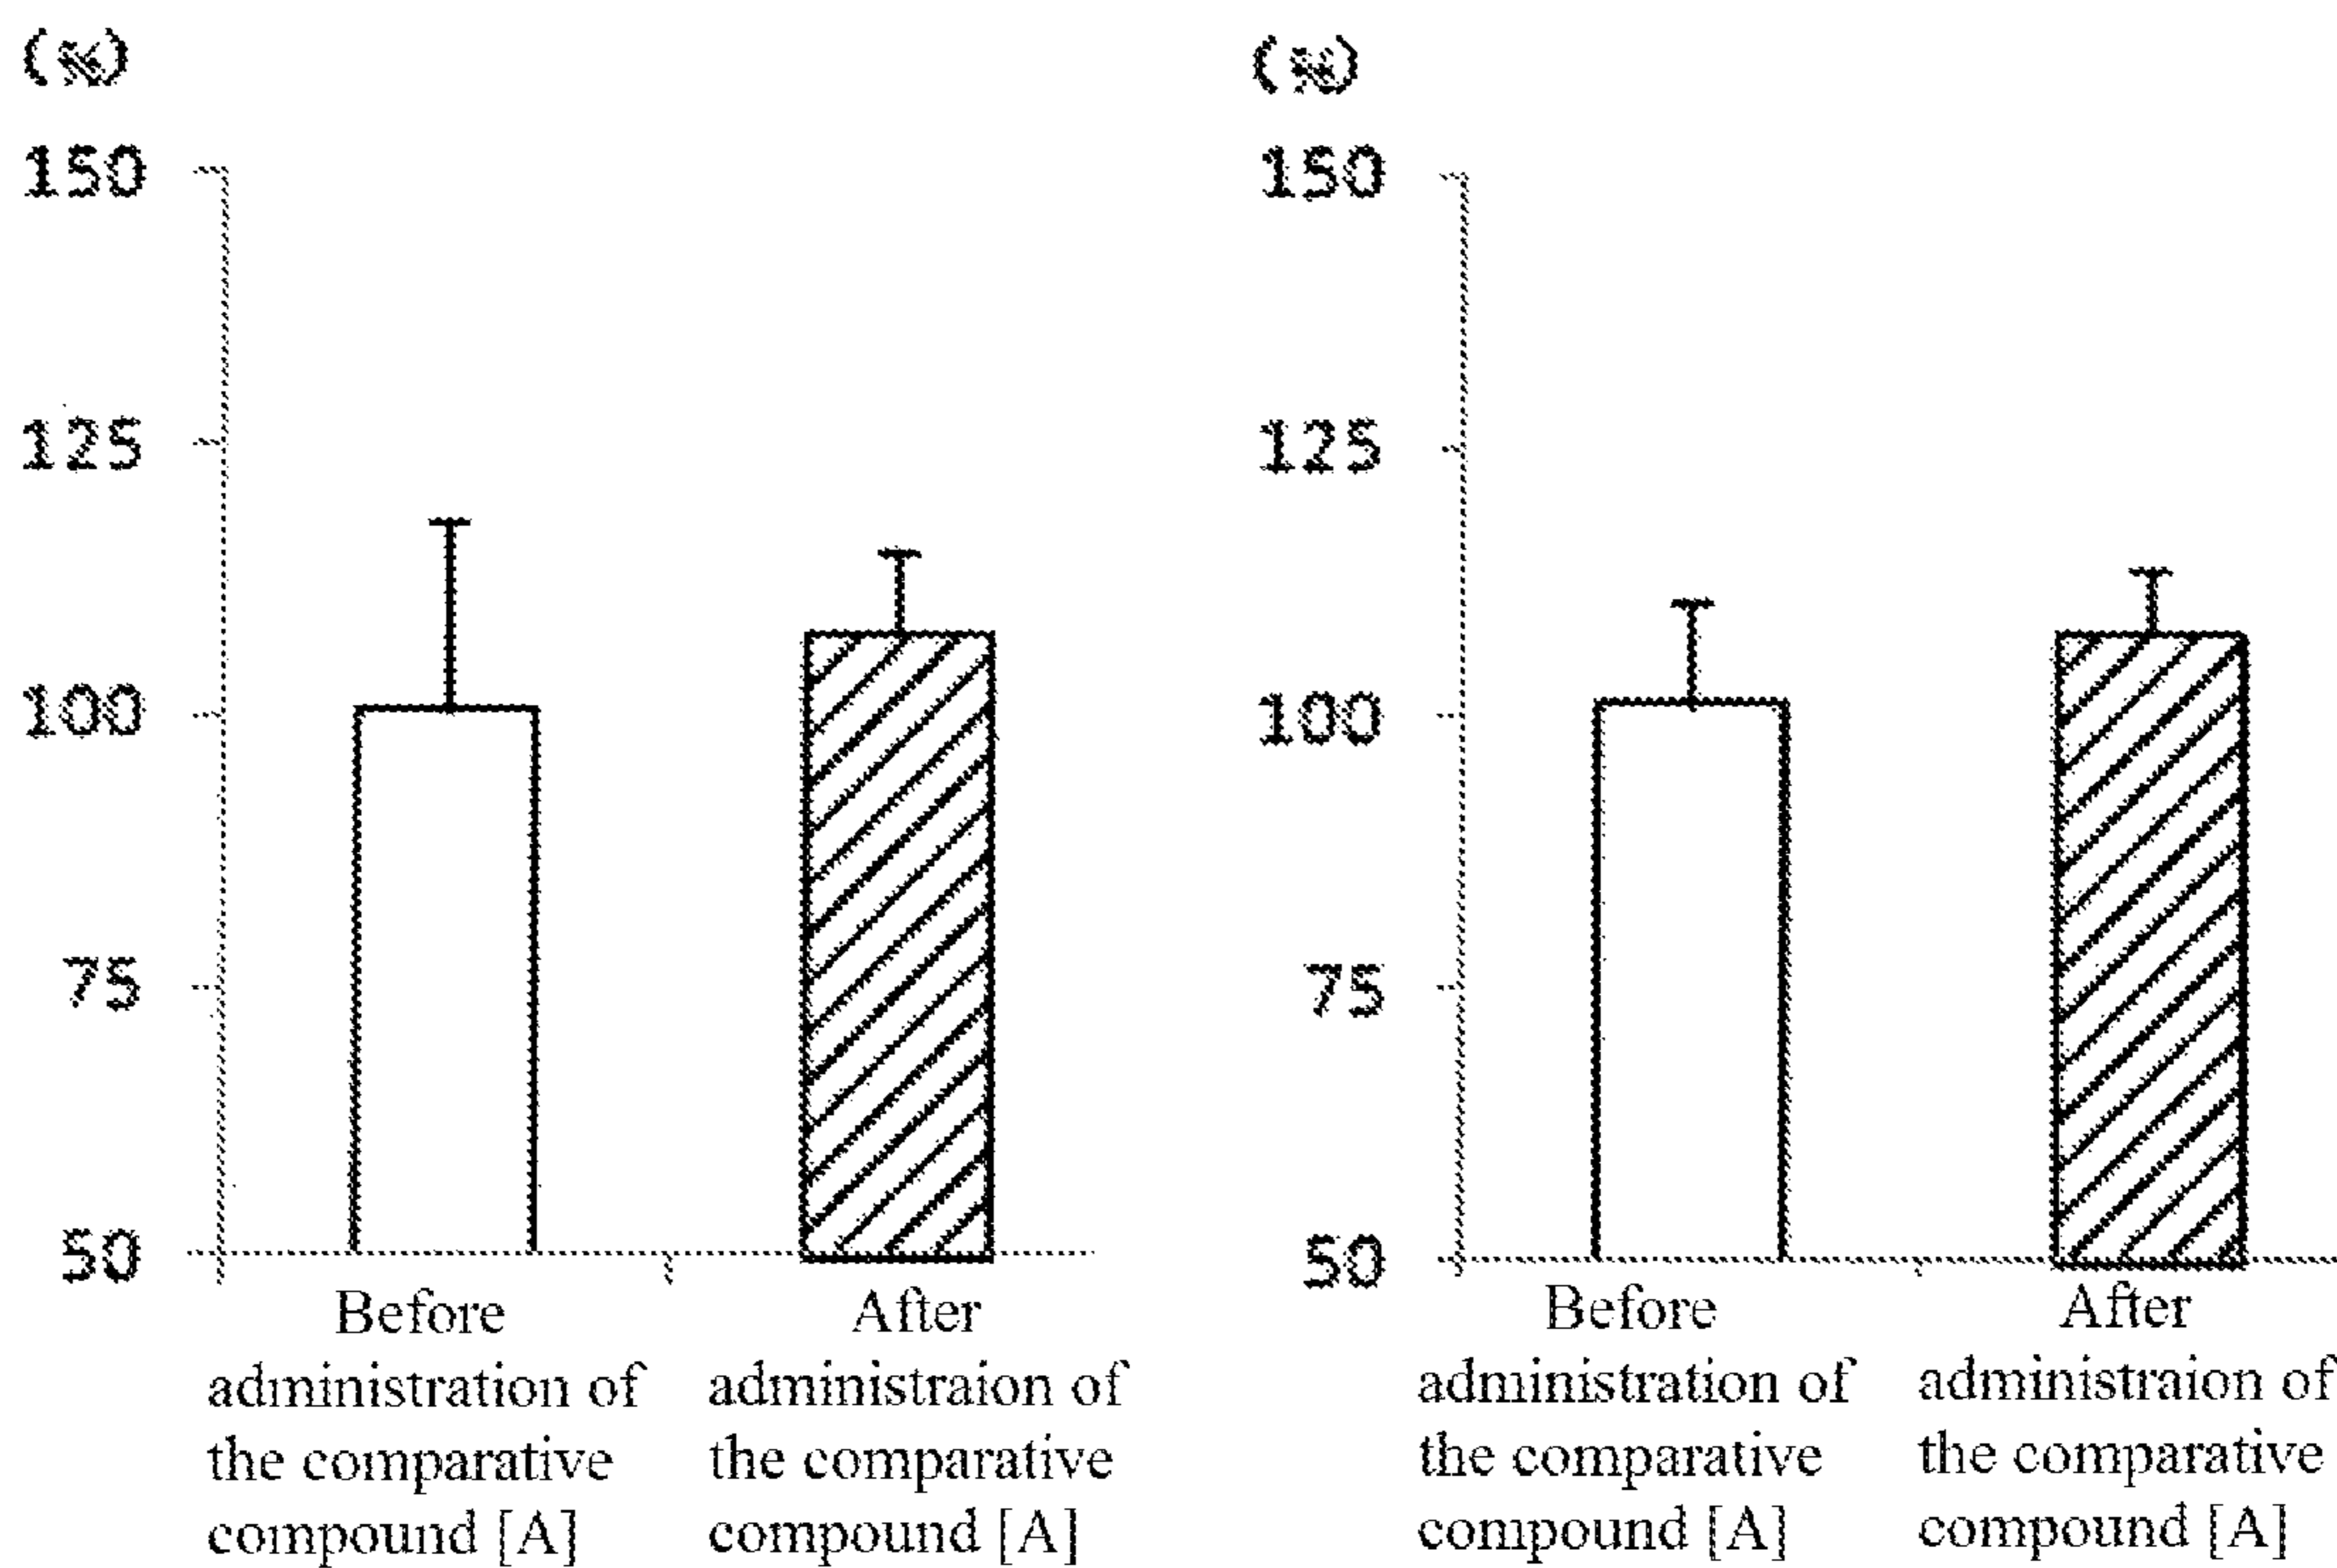 (%)
150
125
100
75
50
Before
administration of
the comparative
compound [A]
After
administraion of
the comparative
compound [A]
(%)
150
125
100
75
50
Before
administration of
the comparative
compound [A]
After
administraion of
the comparative
compound [A]